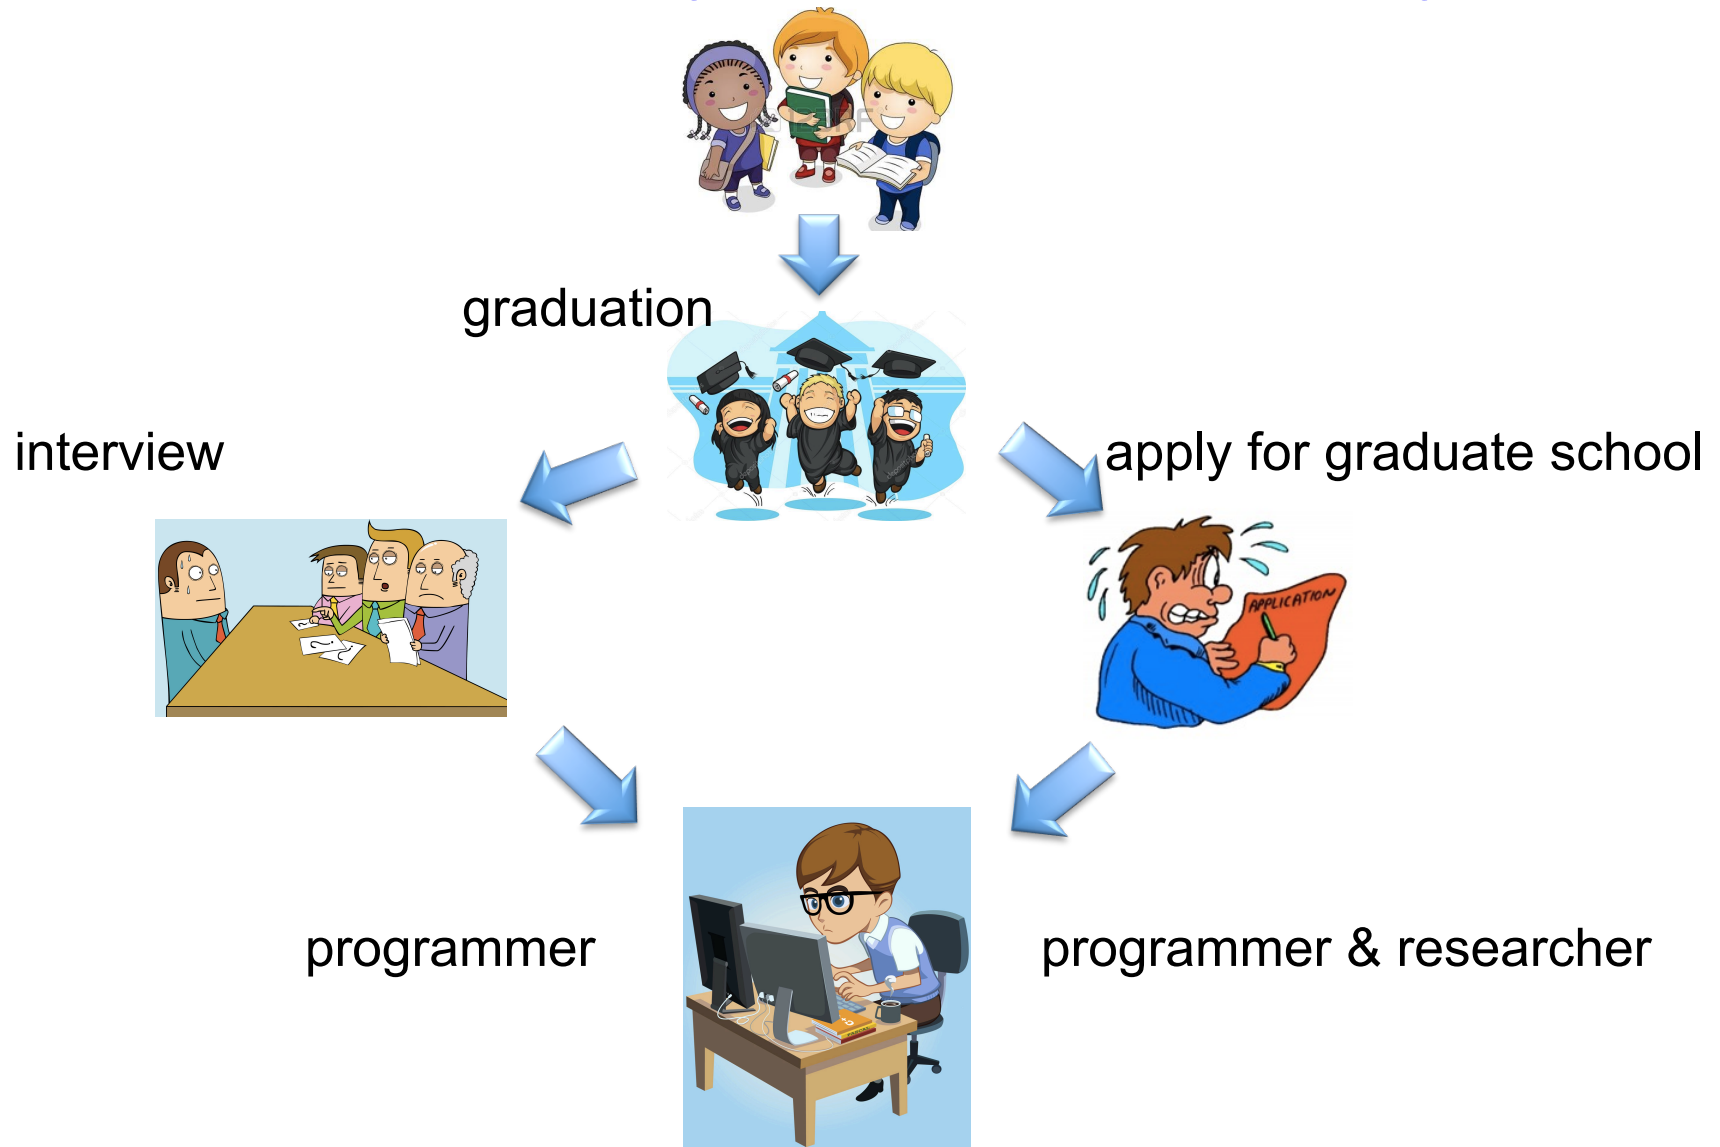 graduation
interview
apply for graduate school
APPLICATION
programmer
programmer & researcher